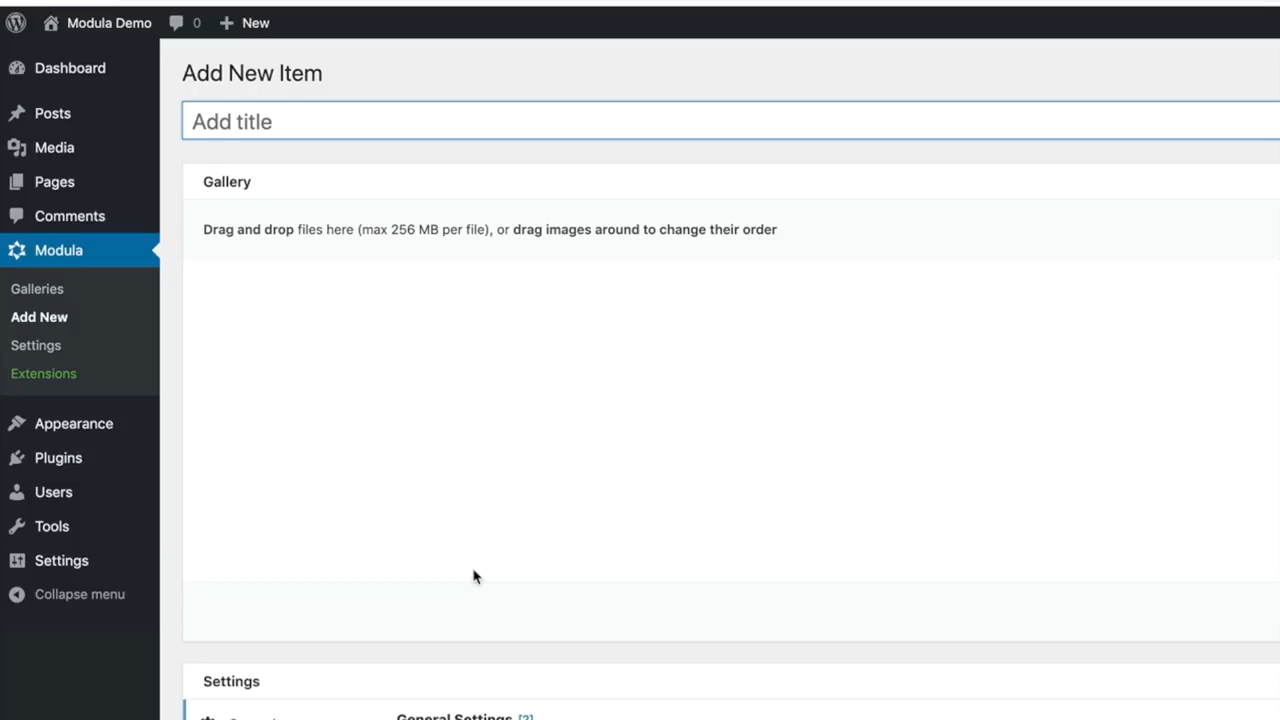 Modula Demo
0
New
Dashboard
Posts
Media
Pages
Comments
Modula
Galleries
Add New
Settings
Extensions
Appearance
Plugins
Users
Tools
Settings
Collapse menu
Add New Item
Add title
Gallery
Drag and drop files here (max 256 MB per file), or drag images around to change their order
Settings
General Settings [?]